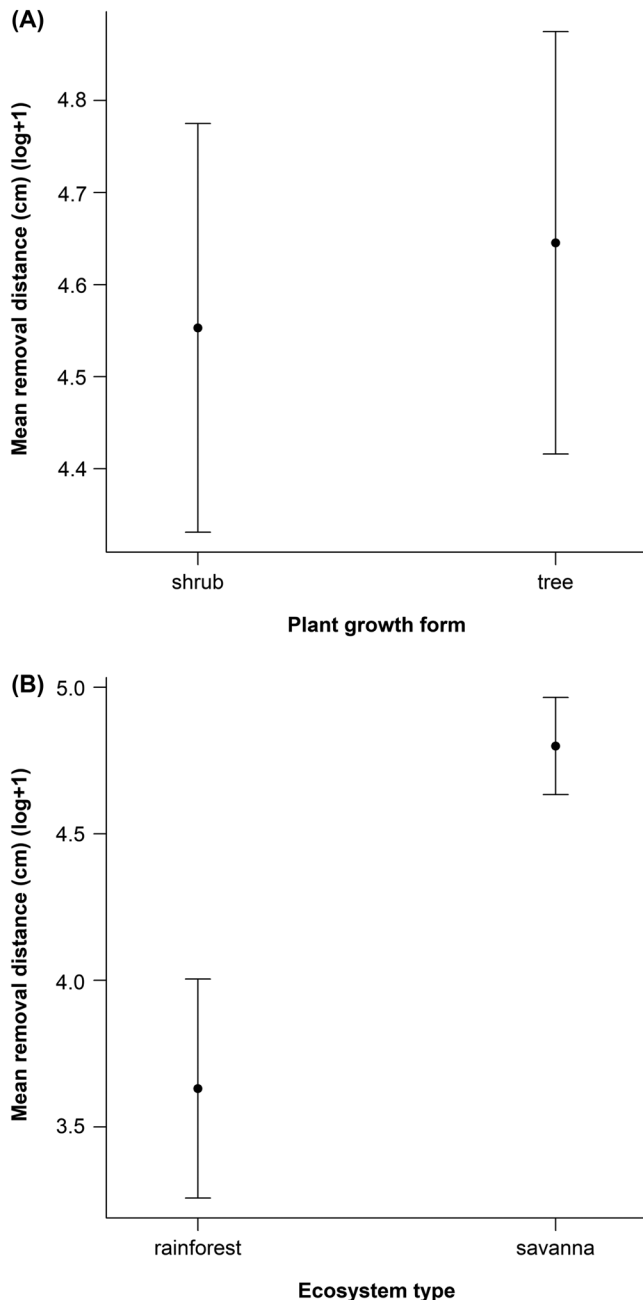 (A)
Mean removal distance (cm) (log+1)
4.8
4.7
4.6
4.5
4.4
shrub tree
Plant growth form
(B)
Mean removal distance (cm) (log+1)
5.0
4.5
4.0
3.5
rainforest savanna
Ecosystem type